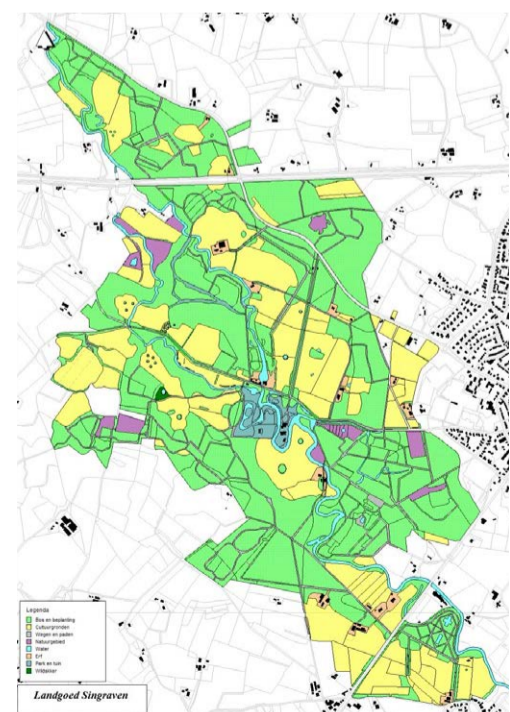 Legenda
Bos en beplanting
Cultuurgronden
Wegen en paden
Natuurgebied
Water
Erf
Park en tuin
Wildakker
Landgoed Singraven